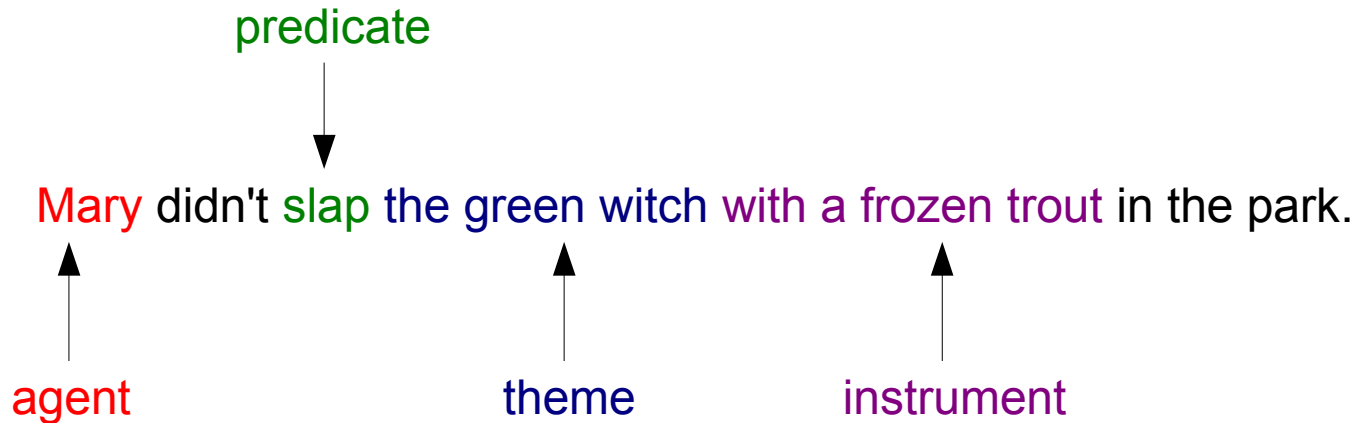 predicate
Mary didn't slap the green witch with a frozen trout in the park.
agent theme instrument